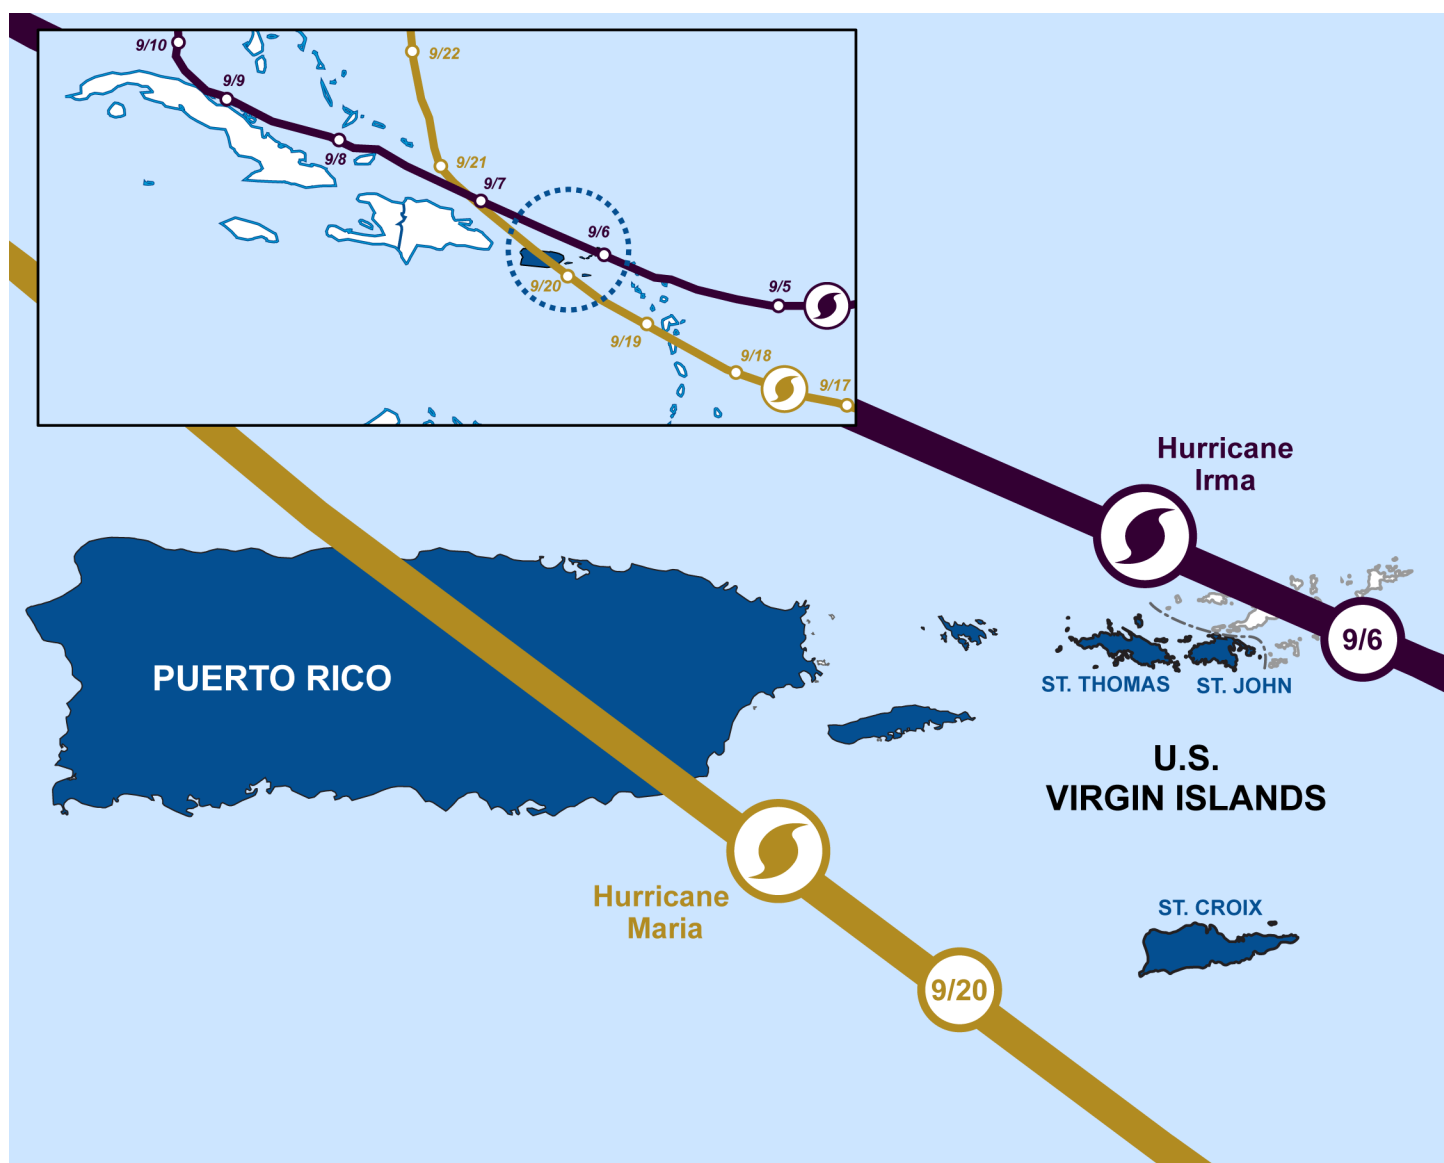 9/10
9/9
9/8
9/7
9/6
9/5
9/22
9/21
9/20
9/19
9/18
9/17
Hurricane
Irma
9/6
PUERTO RICO
ST. THOMAS
ST. JOHN
U.S.
VIRGIN ISLANDS
Hurricane
Maria
ST. CROIX
9/20